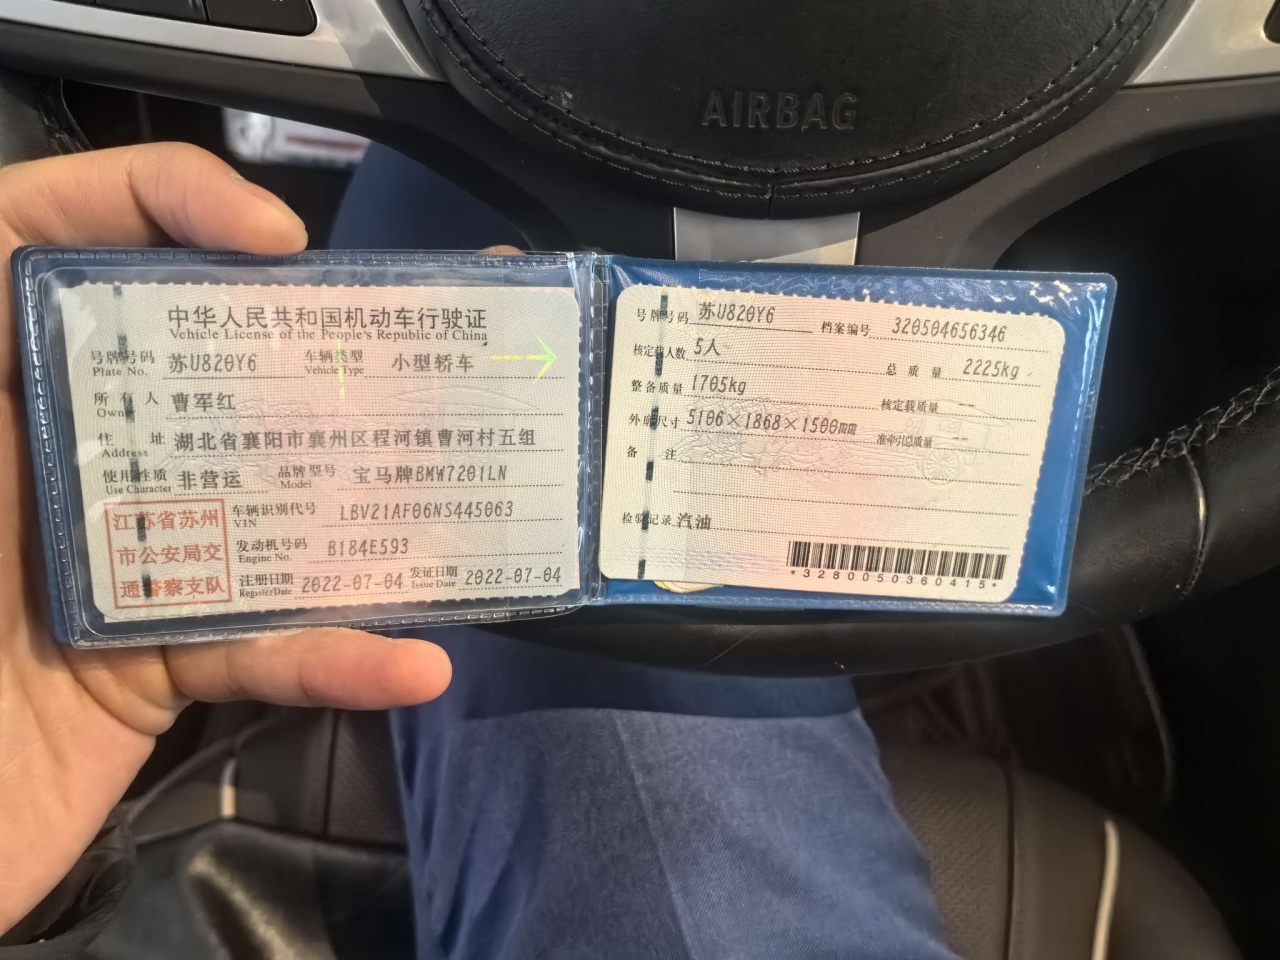 AIRBAG
中华人民共和国机动车行驶证
Vehicle License of the People's Republic of China
号牌号码 苏U820Y6 车辆类型 小型轿车
Plate No. Vehicle Type
所有人 曹军红
Owner
住址 湖北省襄阳市襄州区程河镇曹河村五组
Address
使用性质 非营运 品牌型号 宝马牌BMW7201LN
Use Character Model
江苏省苏州
市公安局交
通警察支队
车辆识别代号 LBV21AF06NS445063
VIN
发动机号码 B184E593
Engine No.
注册日期 2022-07-04 发证日期 2022-07-04
Register Date Issue Date
号牌号码 苏U820Y6 档案编号 320504656346
核定载人数 5人 总质量 2225kg
整备质量 1705kg 核定载质量 --
外廓尺寸 5106×1868×1500mm 准牵引总质量 --
备注
检验记录 汽油
*3280050360415*